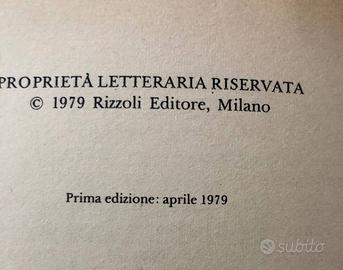 PROPRIETÀ LETTERARIA RISERVATA
© 1979 Rizzoli Editore, Milano
Prima edizione: aprile 1979
subito